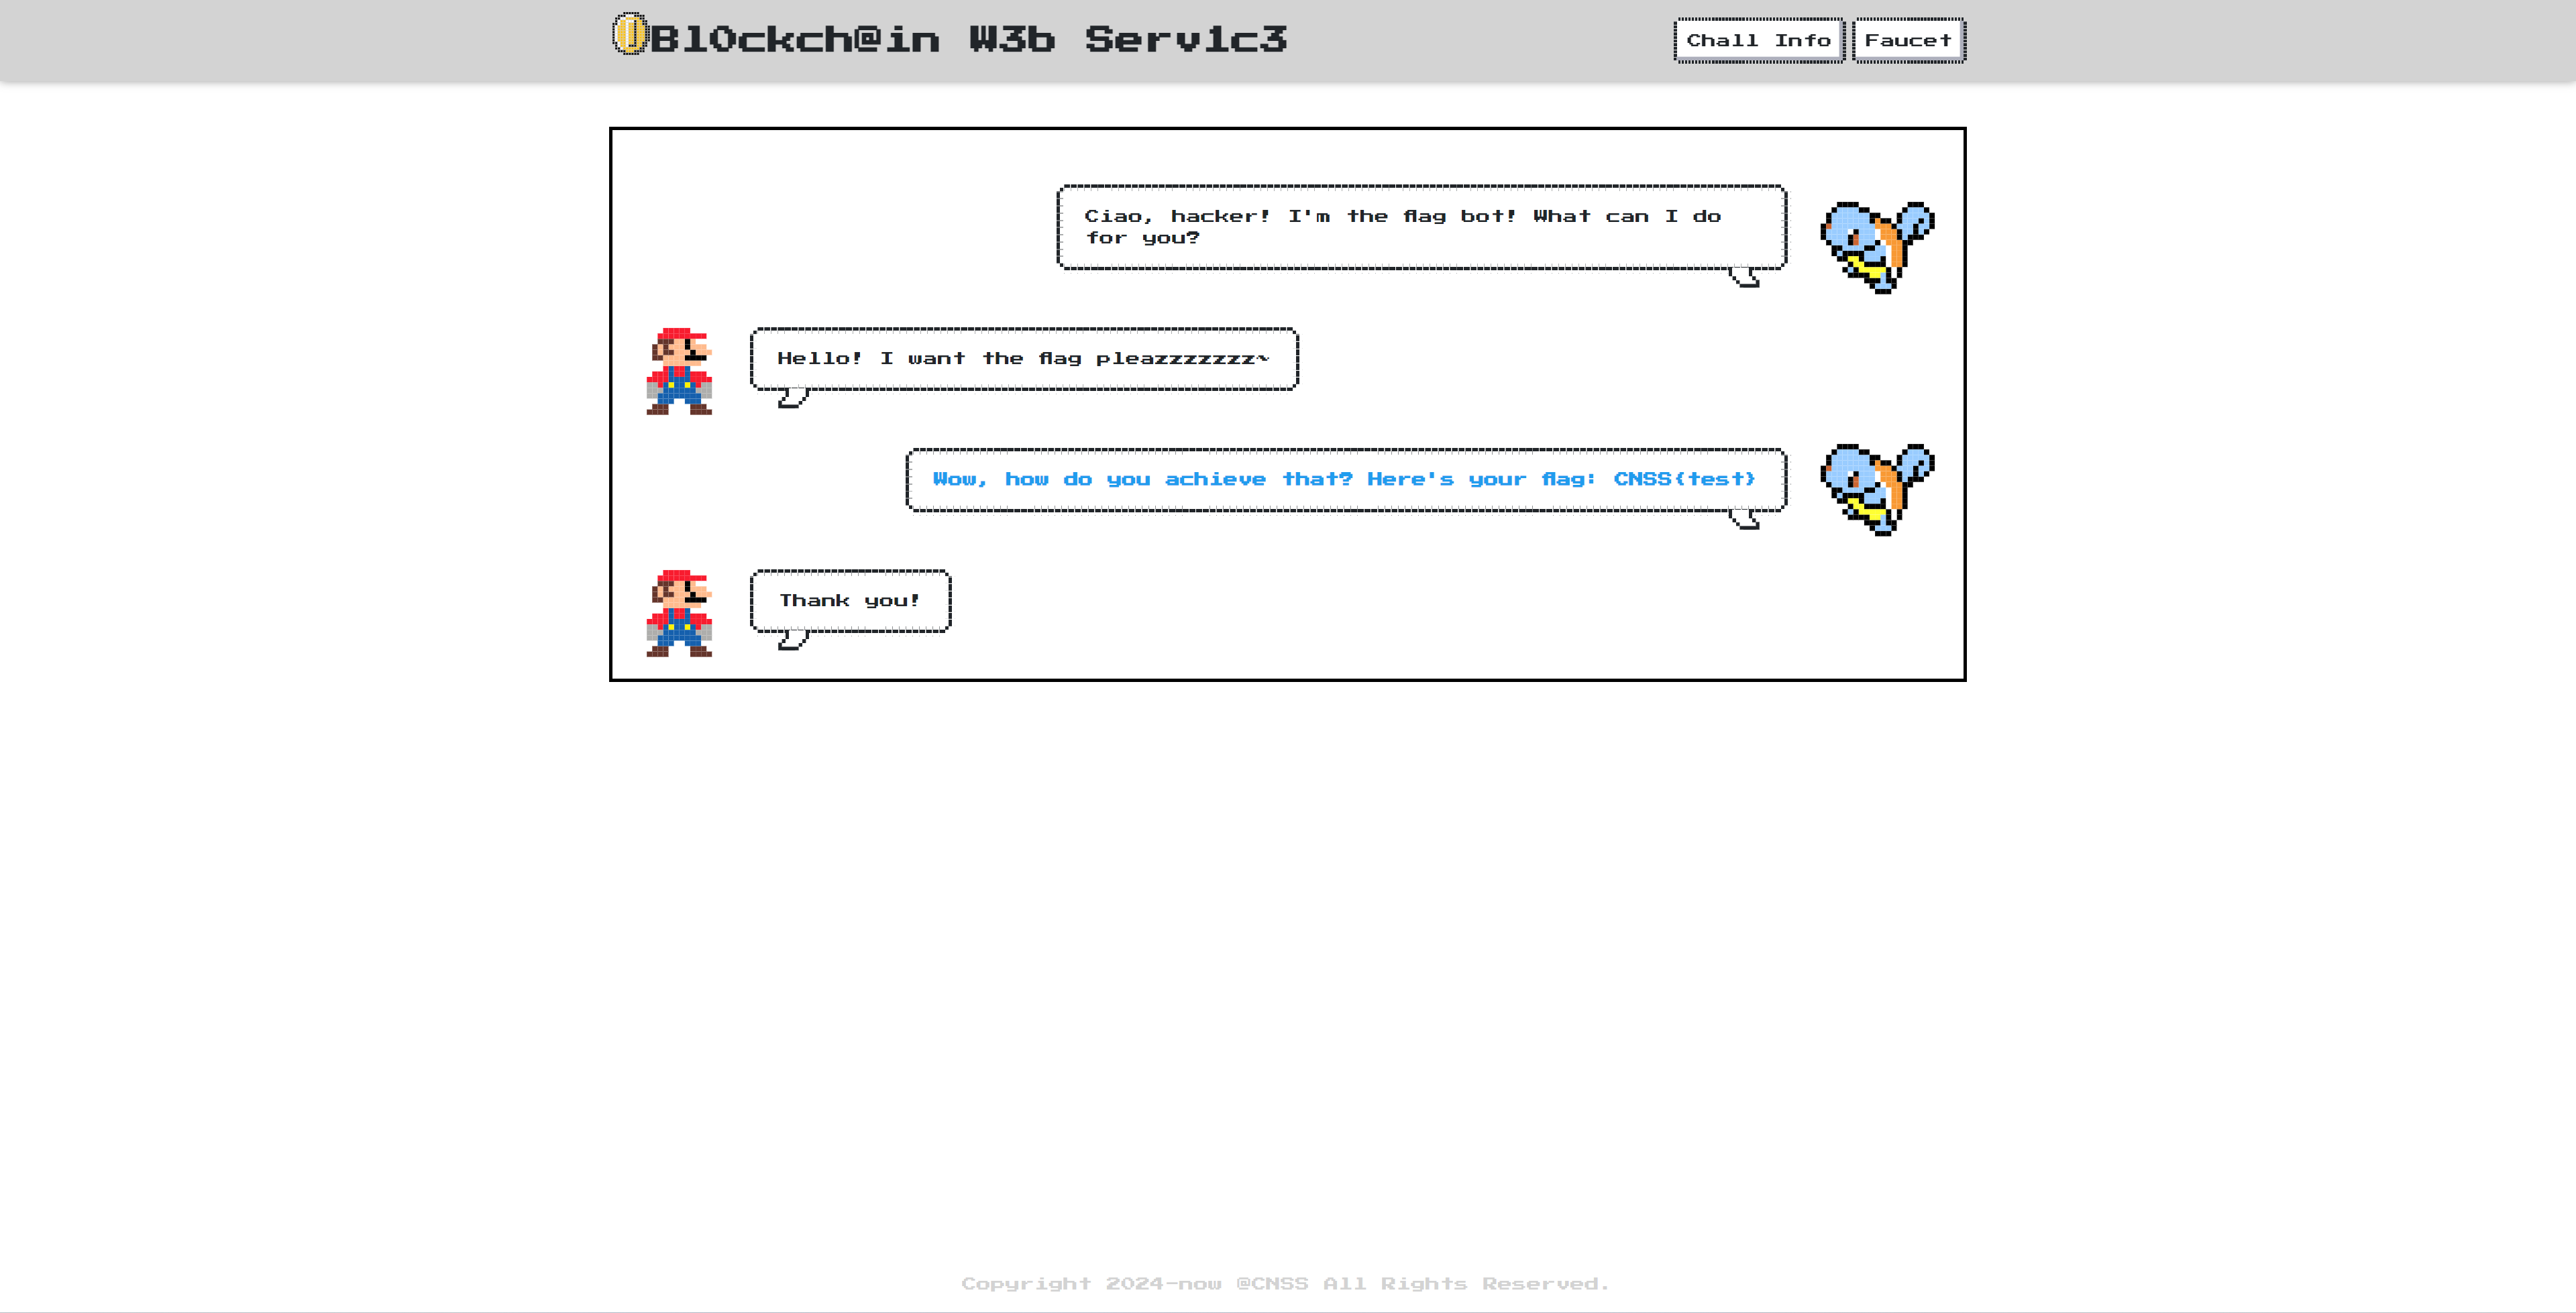 Bl0ckch@in W3b Serv1c3
Chall Info
Faucet
Ciao, hacker! I'm the flag bot! What can I do
for you?
Hello! I want the flag pleazzzzzzz~
Wow, how do you achieve that? Here's your flag: CNSS{test}
Thank you!
Copyright 2024-now @CNSS All Rights Reserved.